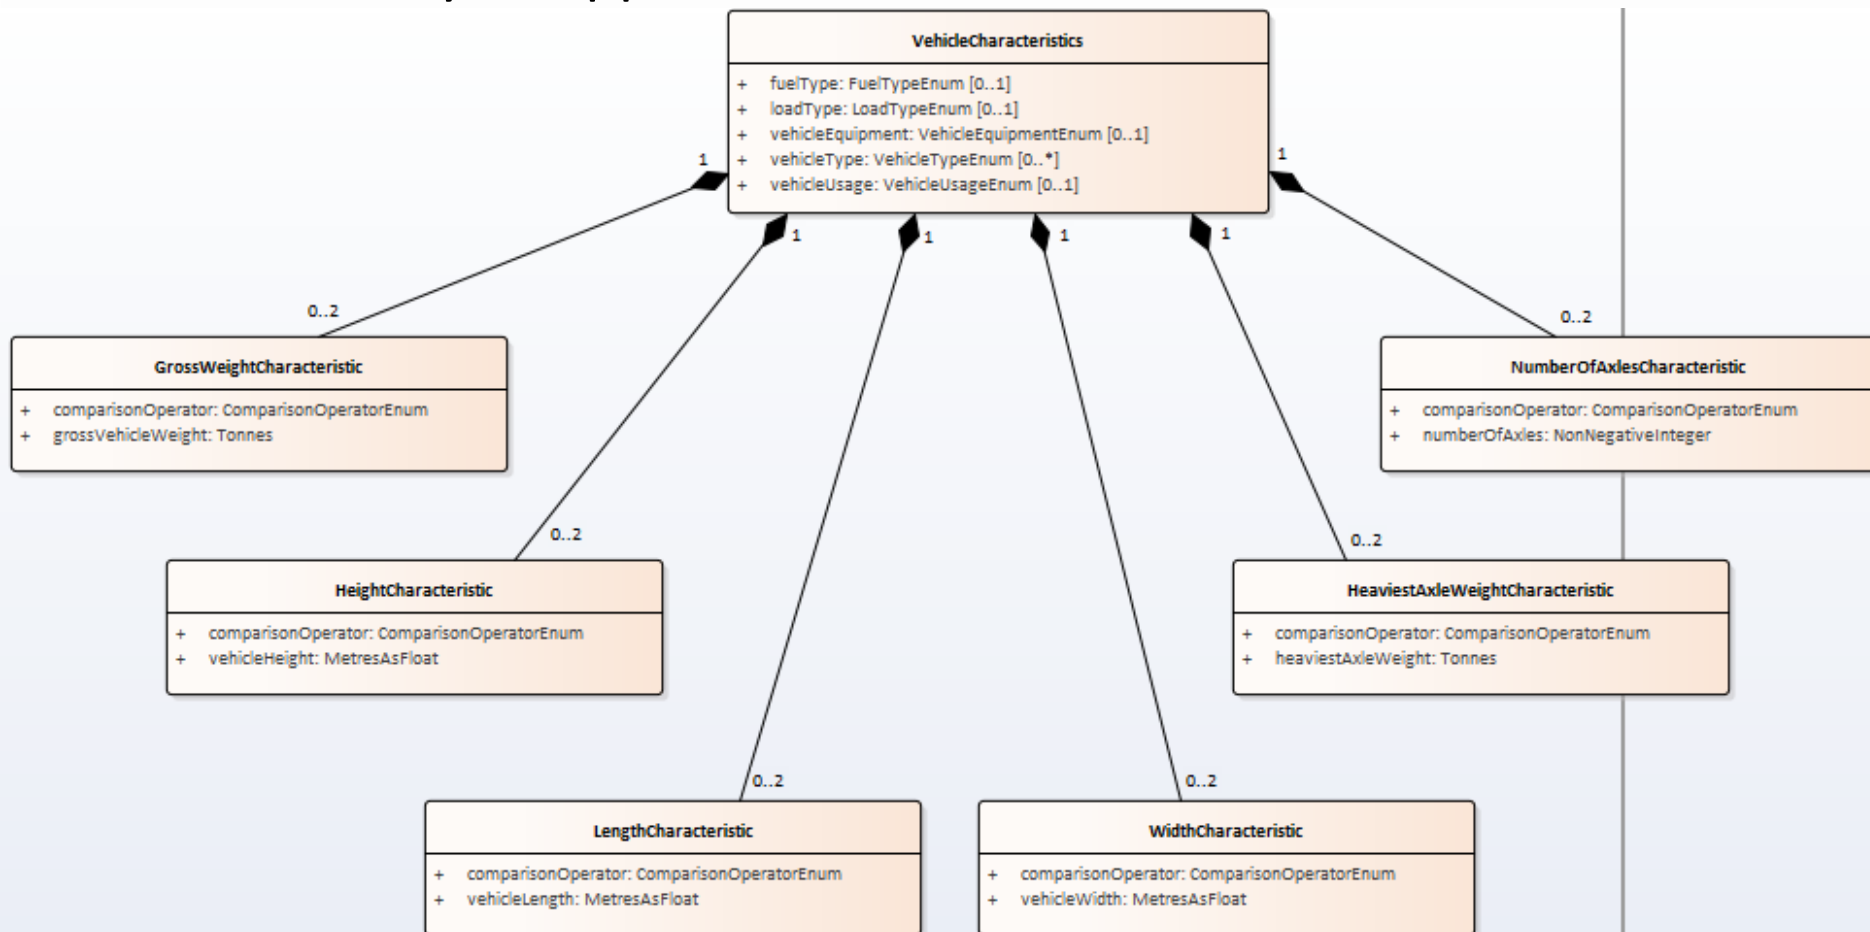 VehicleCharacteristics
+ fuelType: FuelTypeEnum [0..1]
+ loadType: LoadTypeEnum [0..1]
+ vehicleEquipment: VehicleEquipmentEnum [0..1]
+ vehicleType: VehicleTypeEnum [0..*]
+ vehicleUsage: VehicleUsageEnum [0..1]
1
1
1
1
1
1
0..2
0..2
GrossWeightCharacteristic
+ comparisonOperator: ComparisonOperatorEnum
+ grossVehicleWeight: Tonnes
NumberOfAxlesCharacteristic
+ comparisonOperator: ComparisonOperatorEnum
+ numberOfAxles: NonNegativeInteger
0..2
0..2
HeightCharacteristic
+ comparisonOperator: ComparisonOperatorEnum
+ vehicleHeight: MetresAsFloat
HeaviestAxleWeightCharacteristic
+ comparisonOperator: ComparisonOperatorEnum
+ heaviestAxleWeight: Tonnes
0..2
0..2
LengthCharacteristic
+ comparisonOperator: ComparisonOperatorEnum
+ vehicleLength: MetresAsFloat
WidthCharacteristic
+ comparisonOperator: ComparisonOperatorEnum
+ vehicleWidth: MetresAsFloat